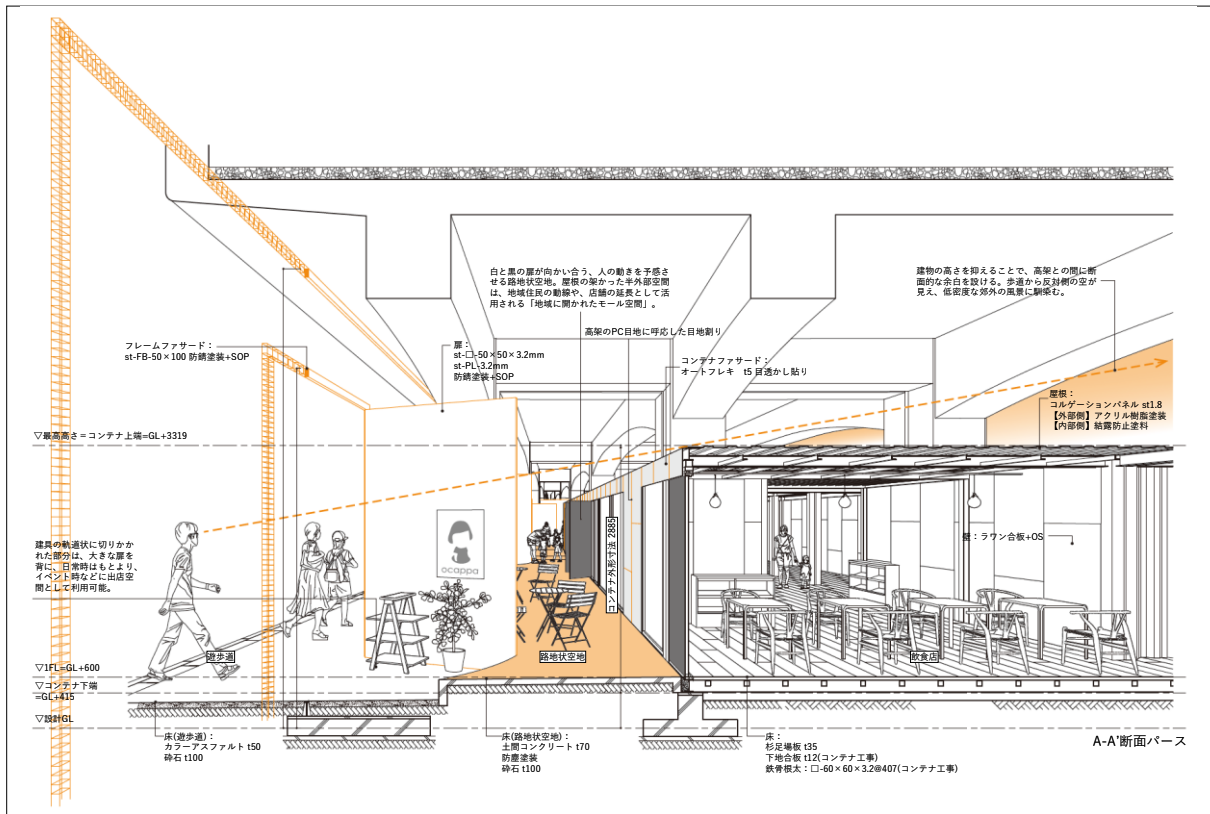 白と黒の扉が向かい合う、人の動きを予感さ
せる路地状空地。屋根の架かった半外部空間
は、地域住民の動線や、店舗の延長として活
用される「地域に開かれたモール空間」。
建物の高さを抑えることで、高架との間に断
面的な余白を設ける。歩道から反対側の空が
見え、低密度な郊外の風景に馴染む。
高架のPC目地に呼応した目地割り
フレームファサード：
st-FB-50×100 防錆塗装+SOP
扉：
st-□-50×50×3.2mm
st-PL-3.2mm
防錆塗装+SOP
コンテナファサード：
オートフレキ t5 目透かし貼り
屋根：
コルゲーションパネル st1.8
【外部側】アクリル樹脂塗装
【内部側】結露防止塗料
▽最高高さ＝コンテナ上端=GL+3319
建具の軌道状に切りかか
れた部分は、大きな扉を
背に、日常時はもとより、
イベント時などに出店空
間として利用可能。
ocappa
コンテナ外形寸法 2885
壁：ラワン合板+OS
遊歩道
路地状空地
飲食店
▽1FL=GL+600
▽コンテナ下端
=GL+415
▽設計GL
床(遊歩道)：
カラーアスファルト t50
砕石 t100
床(路地状空地)：
土間コンクリート t70
防塵塗装
砕石 t100
床：
杉足場板 t35
下地合板 t12(コンテナ工事)
鉄骨根太：□-60×60×3.2@407(コンテナ工事)
A-A'断面パース